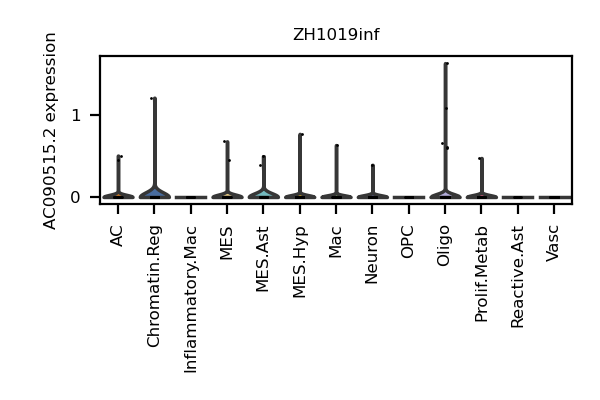 ZH1019inf
AC090515.2 expression
1
0
AC
Chromatin.Reg
Inflammatory.Mac
MES
MES.Ast
MES.Hyp
Mac
Neuron
OPC
Oligo
Prolif.Metab
Reactive.Ast
Vasc